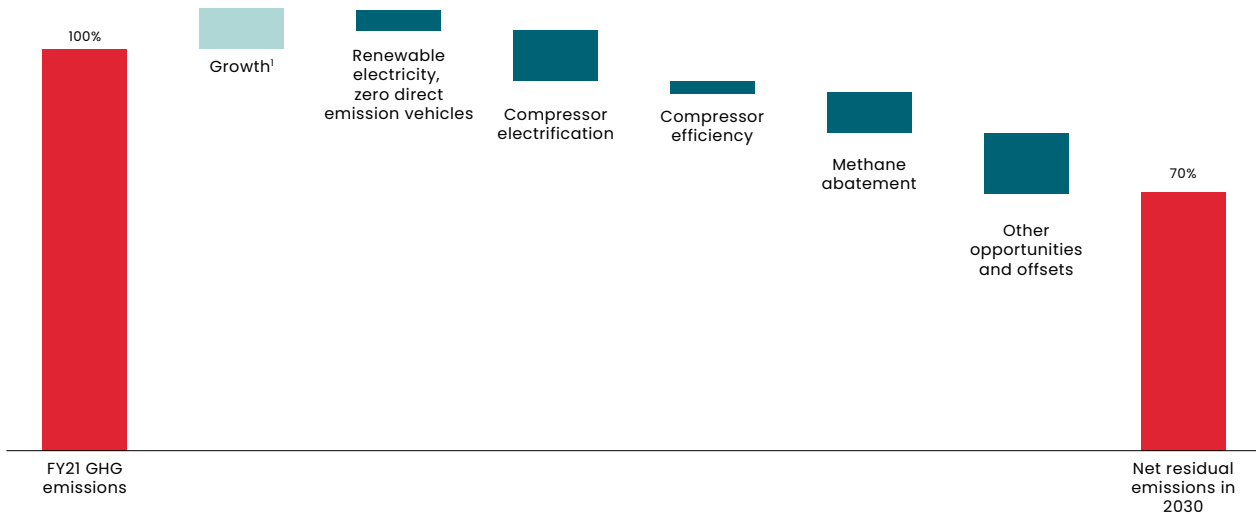 100%
Growth¹
Renewable
electricity,
zero direct
emission vehicles
Compressor
electrification
Compressor
efficiency
Methane
abatement
Other
opportunities
and offsets
70%
FY21 GHG
emissions
Net residual
emissions in
2030